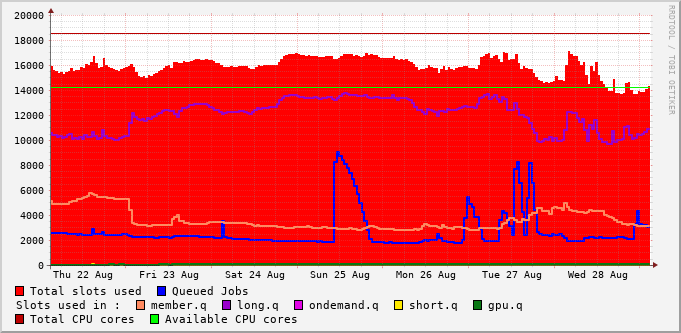 RRDTOOL / TOBI OETIKER
20000
18000
16000
14000
12000
10000
8000
6000
4000
2000
0
Thu 22 Aug Fri 23 Aug Sat 24 Aug Sun 25 Aug Mon 26 Aug Tue 27 Aug Wed 28 Aug
Total slots used Queued Jobs
Slots used in : member.q long.q ondemand.q short.q gpu.q
Total CPU cores Available CPU cores